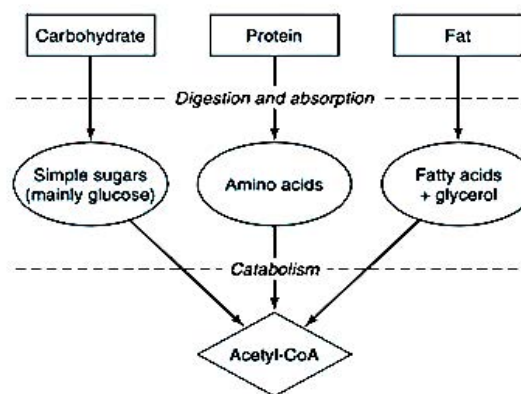 Carbohydrate
Protein
Fat
Digestion and absorption
Simple sugars
(mainly glucose)
Amino acids
Fatty acids
+ glycerol
Catabolism
Acetyl-CoA